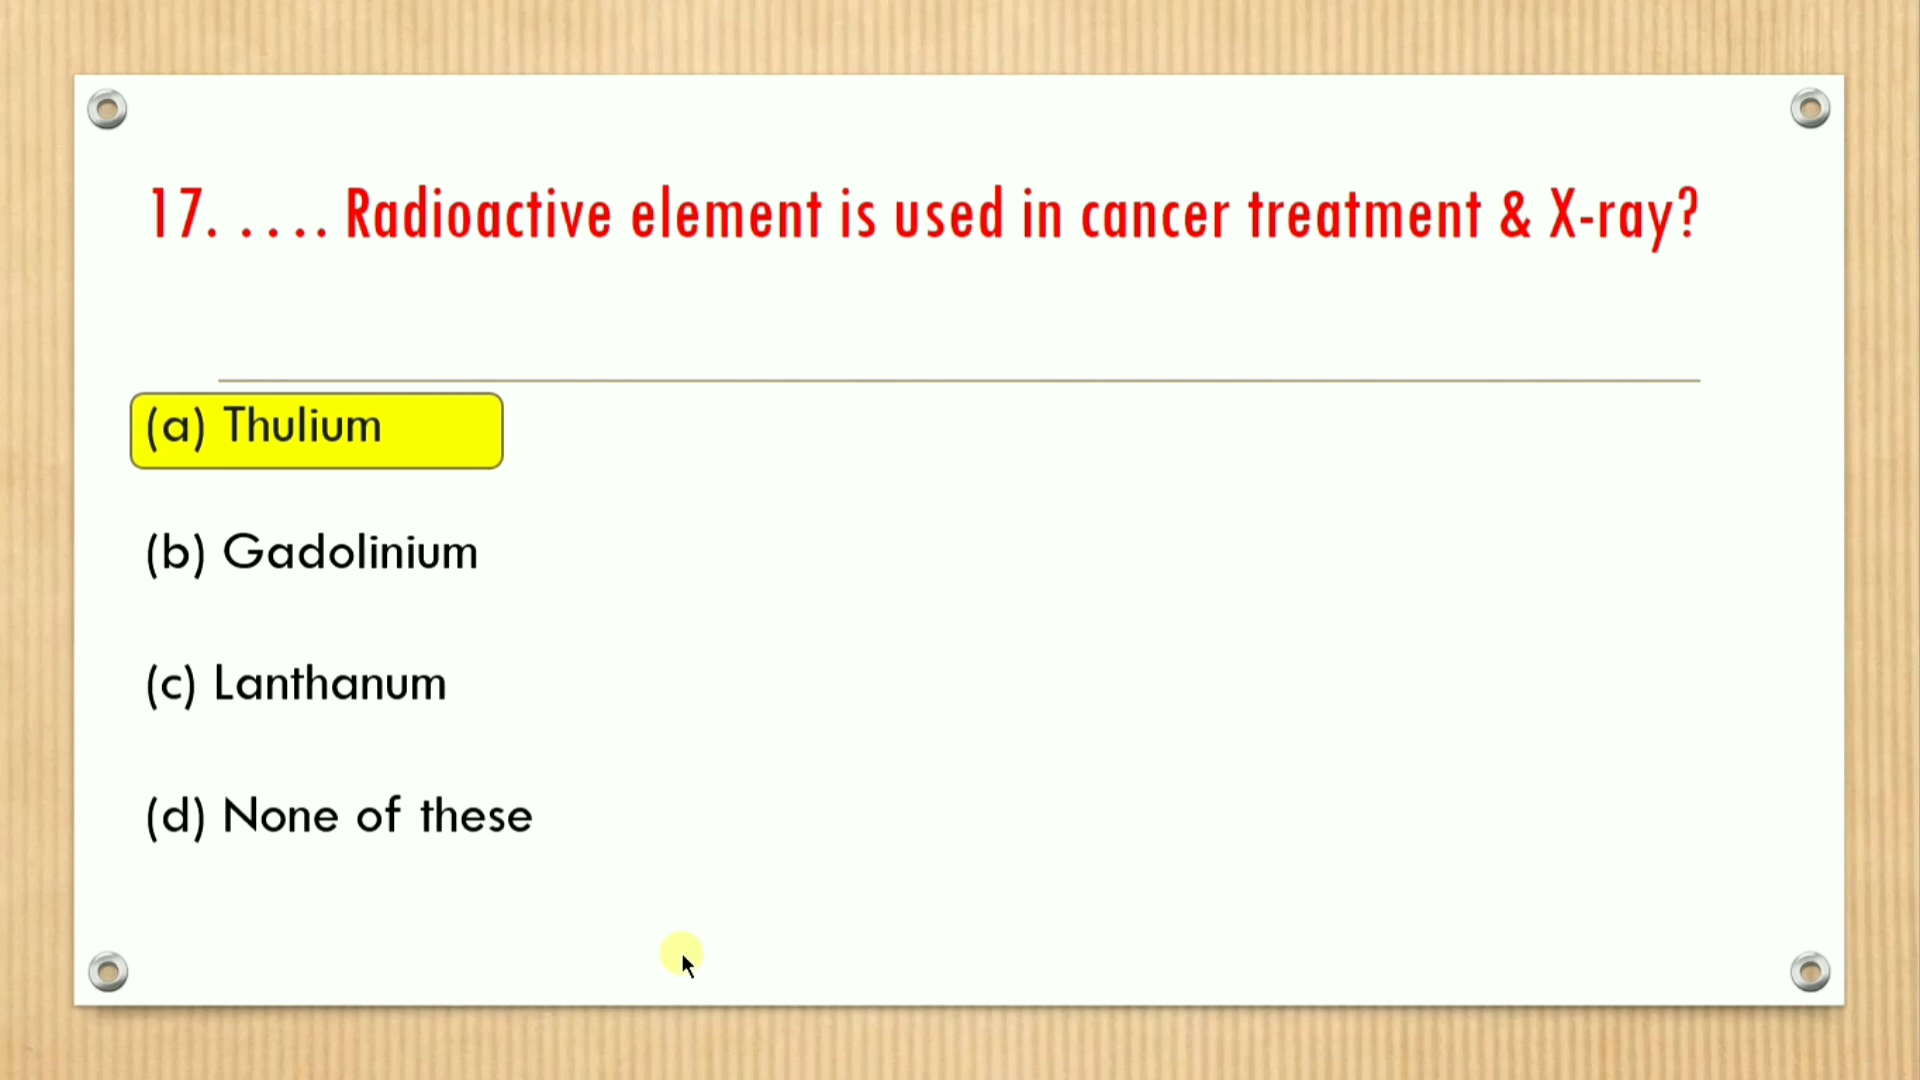 17. .... Radioactive element is used in cancer treatment & X-ray?
(a) Thulium
(b) Gadolinium
(c) Lanthanum
(d) None of these